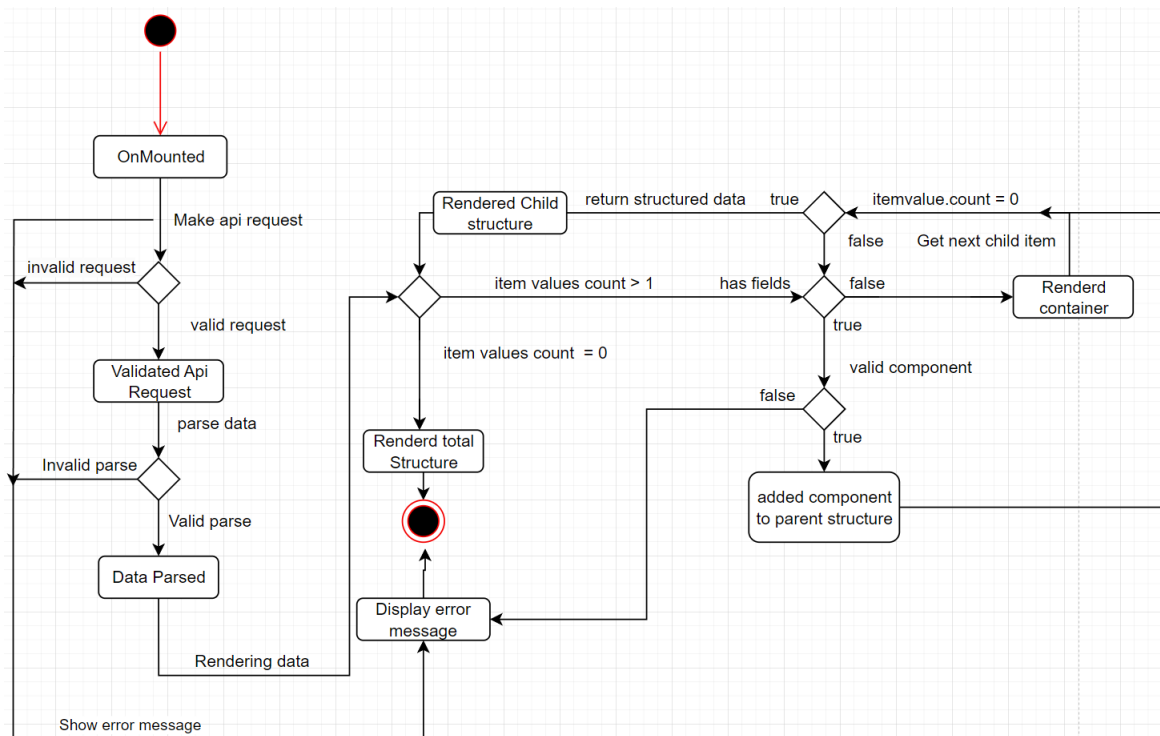 OnMounted
Make api request
invalid request
valid request
Validated Api
Request
parse data
Invalid parse
Valid parse
Data Parsed
Rendering data
Show error message
Rendered Child
structure
return structured data
true
itemvalue.count = 0
false
Get next child item
item values count > 1
has fields
false
Renderd
container
true
item values count  = 0
valid component
false
true
Renderd total
Structure
added component
to parent structure
Display error
message